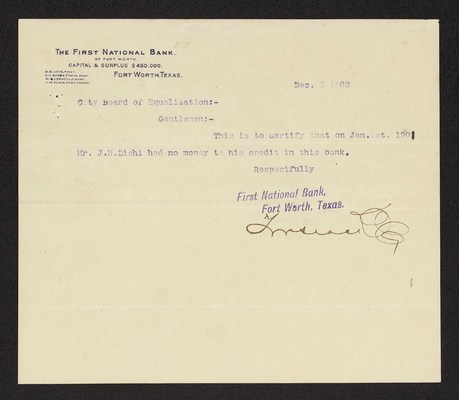 THE FIRST NATIONAL BANK.
OF FORT WORTH.
CAPITAL & SURPLUS $450,000.
FORT WORTH, TEXAS.
Dec. 2 1902
City Board of Equalization:-
Gentlemen:-
This is to certify that on Jan. 1st. 190
Mr. J.N.Diehl had no money to his credit in this bank.
Respectfully
First National Bank,
Fort Worth, Texas.